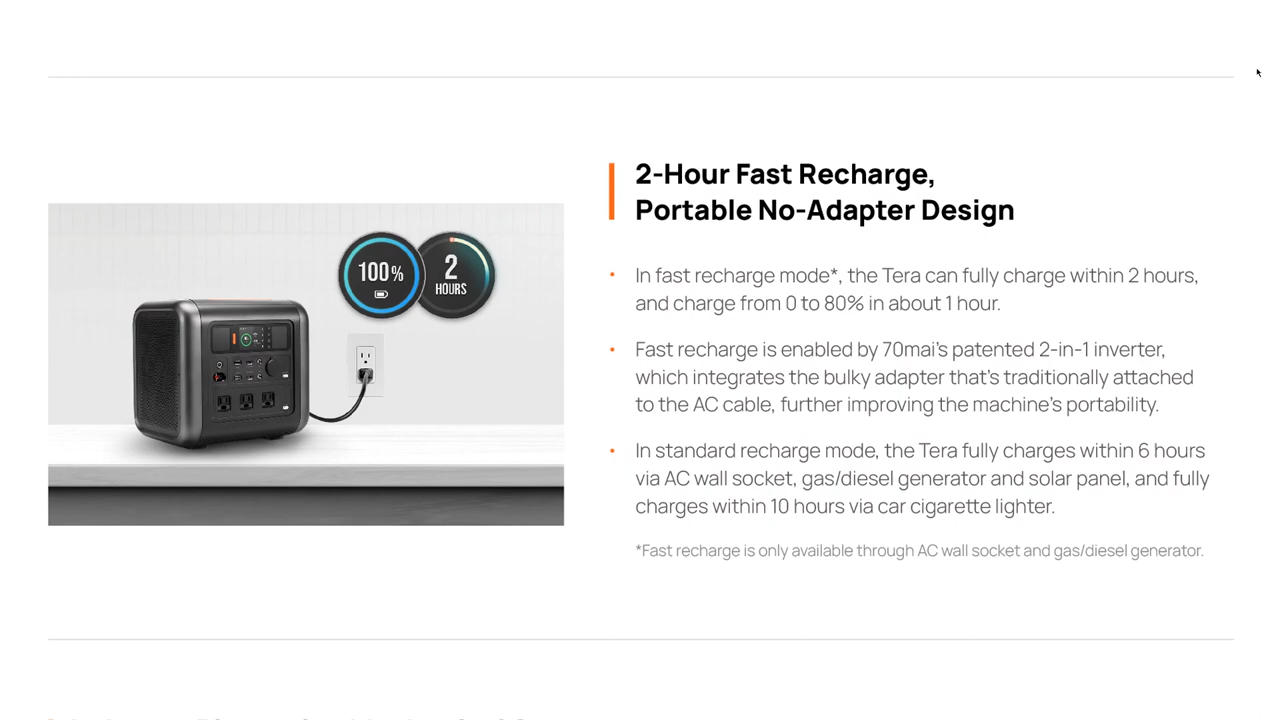 2-Hour Fast Recharge,
Portable No-Adapter Design
100%
2
HOURS
• In fast recharge mode*, the Tera can fully charge within 2 hours,
and charge from 0 to 80% in about 1 hour.
• Fast recharge is enabled by 70mai's patented 2-in-1 inverter,
which integrates the bulky adapter that's traditionally attached
to the AC cable, further improving the machine's portability.
• In standard recharge mode, the Tera fully charges within 6 hours
via AC wall socket, gas/diesel generator and solar panel, and fully
charges within 10 hours via car cigarette lighter.
*Fast recharge is only available through AC wall socket and gas/diesel generator.